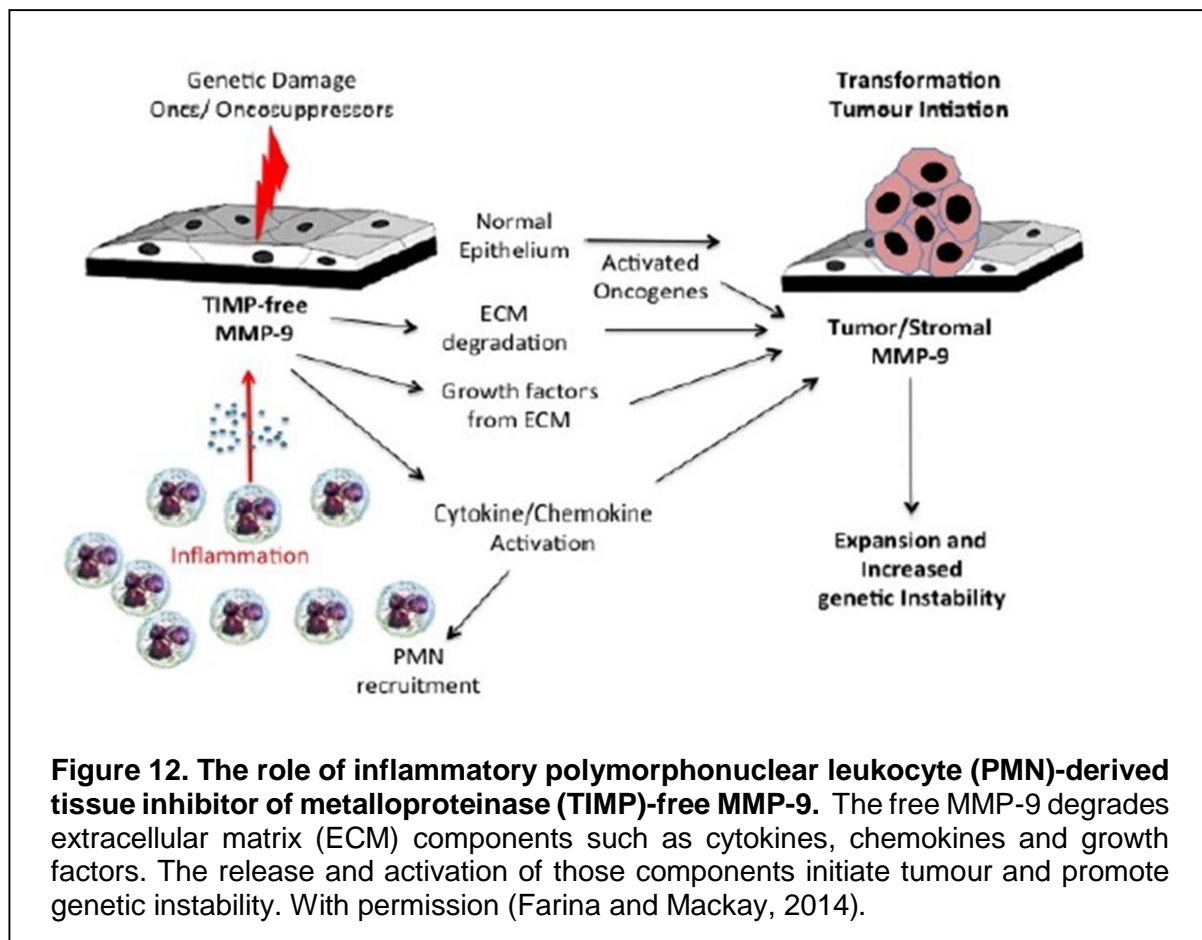 Genetic Damage
Oncs/ Oncosuppressors
Transformation
Tumour Intiation
Normal
Epithelium
Activated
Oncogenes
TIMP-free
MMP-9
ECM
degradation
Tumor/Stromal
MMP-9
Growth factors
from ECM
Cytokine/Chemokine
Activation
Inflammation
Expansion and
Increased
genetic Instability
PMN
recruitment
Figure 12. The role of inflammatory polymorphonuclear leukocyte (PMN)-derived
tissue inhibitor of metalloproteinase (TIMP)-free MMP-9. The free MMP-9 degrades
extracellular matrix (ECM) components such as cytokines, chemokines and growth
factors. The release and activation of those components initiate tumour and promote
genetic instability. With permission (Farina and Mackay, 2014).